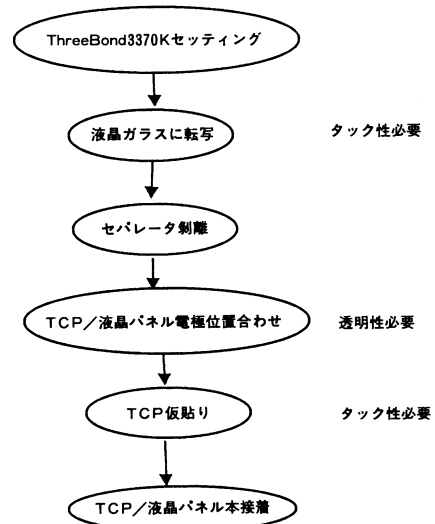 ThreeBond3370Kセッティング
液晶ガラスに転写
タック性必要
セパレータ剝離
TCP／液晶パネル電極位置合わせ
透明性必要
TCP仮貼り
タック性必要
TCP／液晶パネル本接着